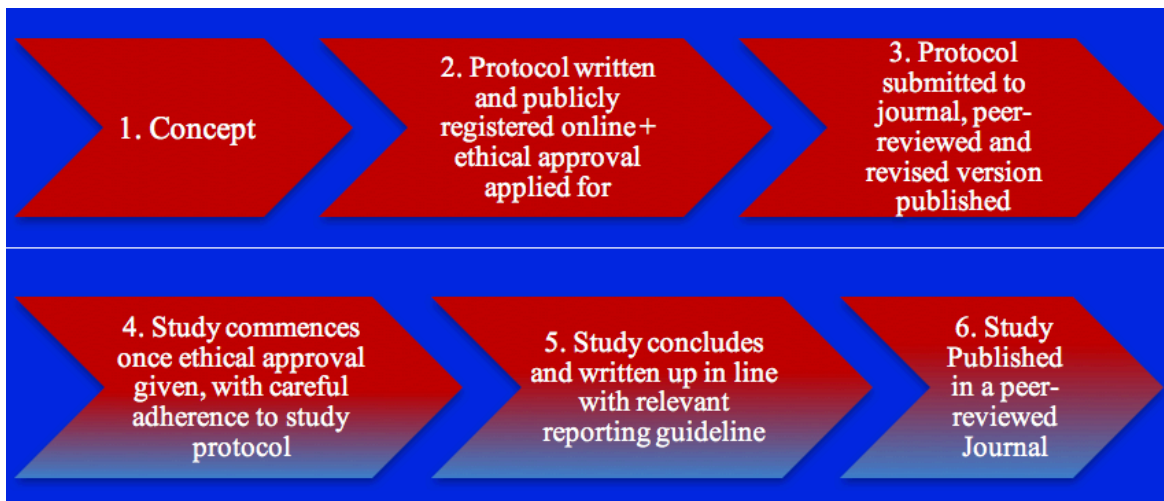 1. Concept
2. Protocol written
and publicly
registered online +
ethical approval
applied for
3. Protocol
submitted to
journal, peer-
reviewed and
revised version
published
4. Study commences
once ethical approval
given, with careful
adherence to study
protocol
5. Study concludes
and written up in line
with relevant
reporting guideline
6. Study
Published
in a peer-
reviewed
Journal